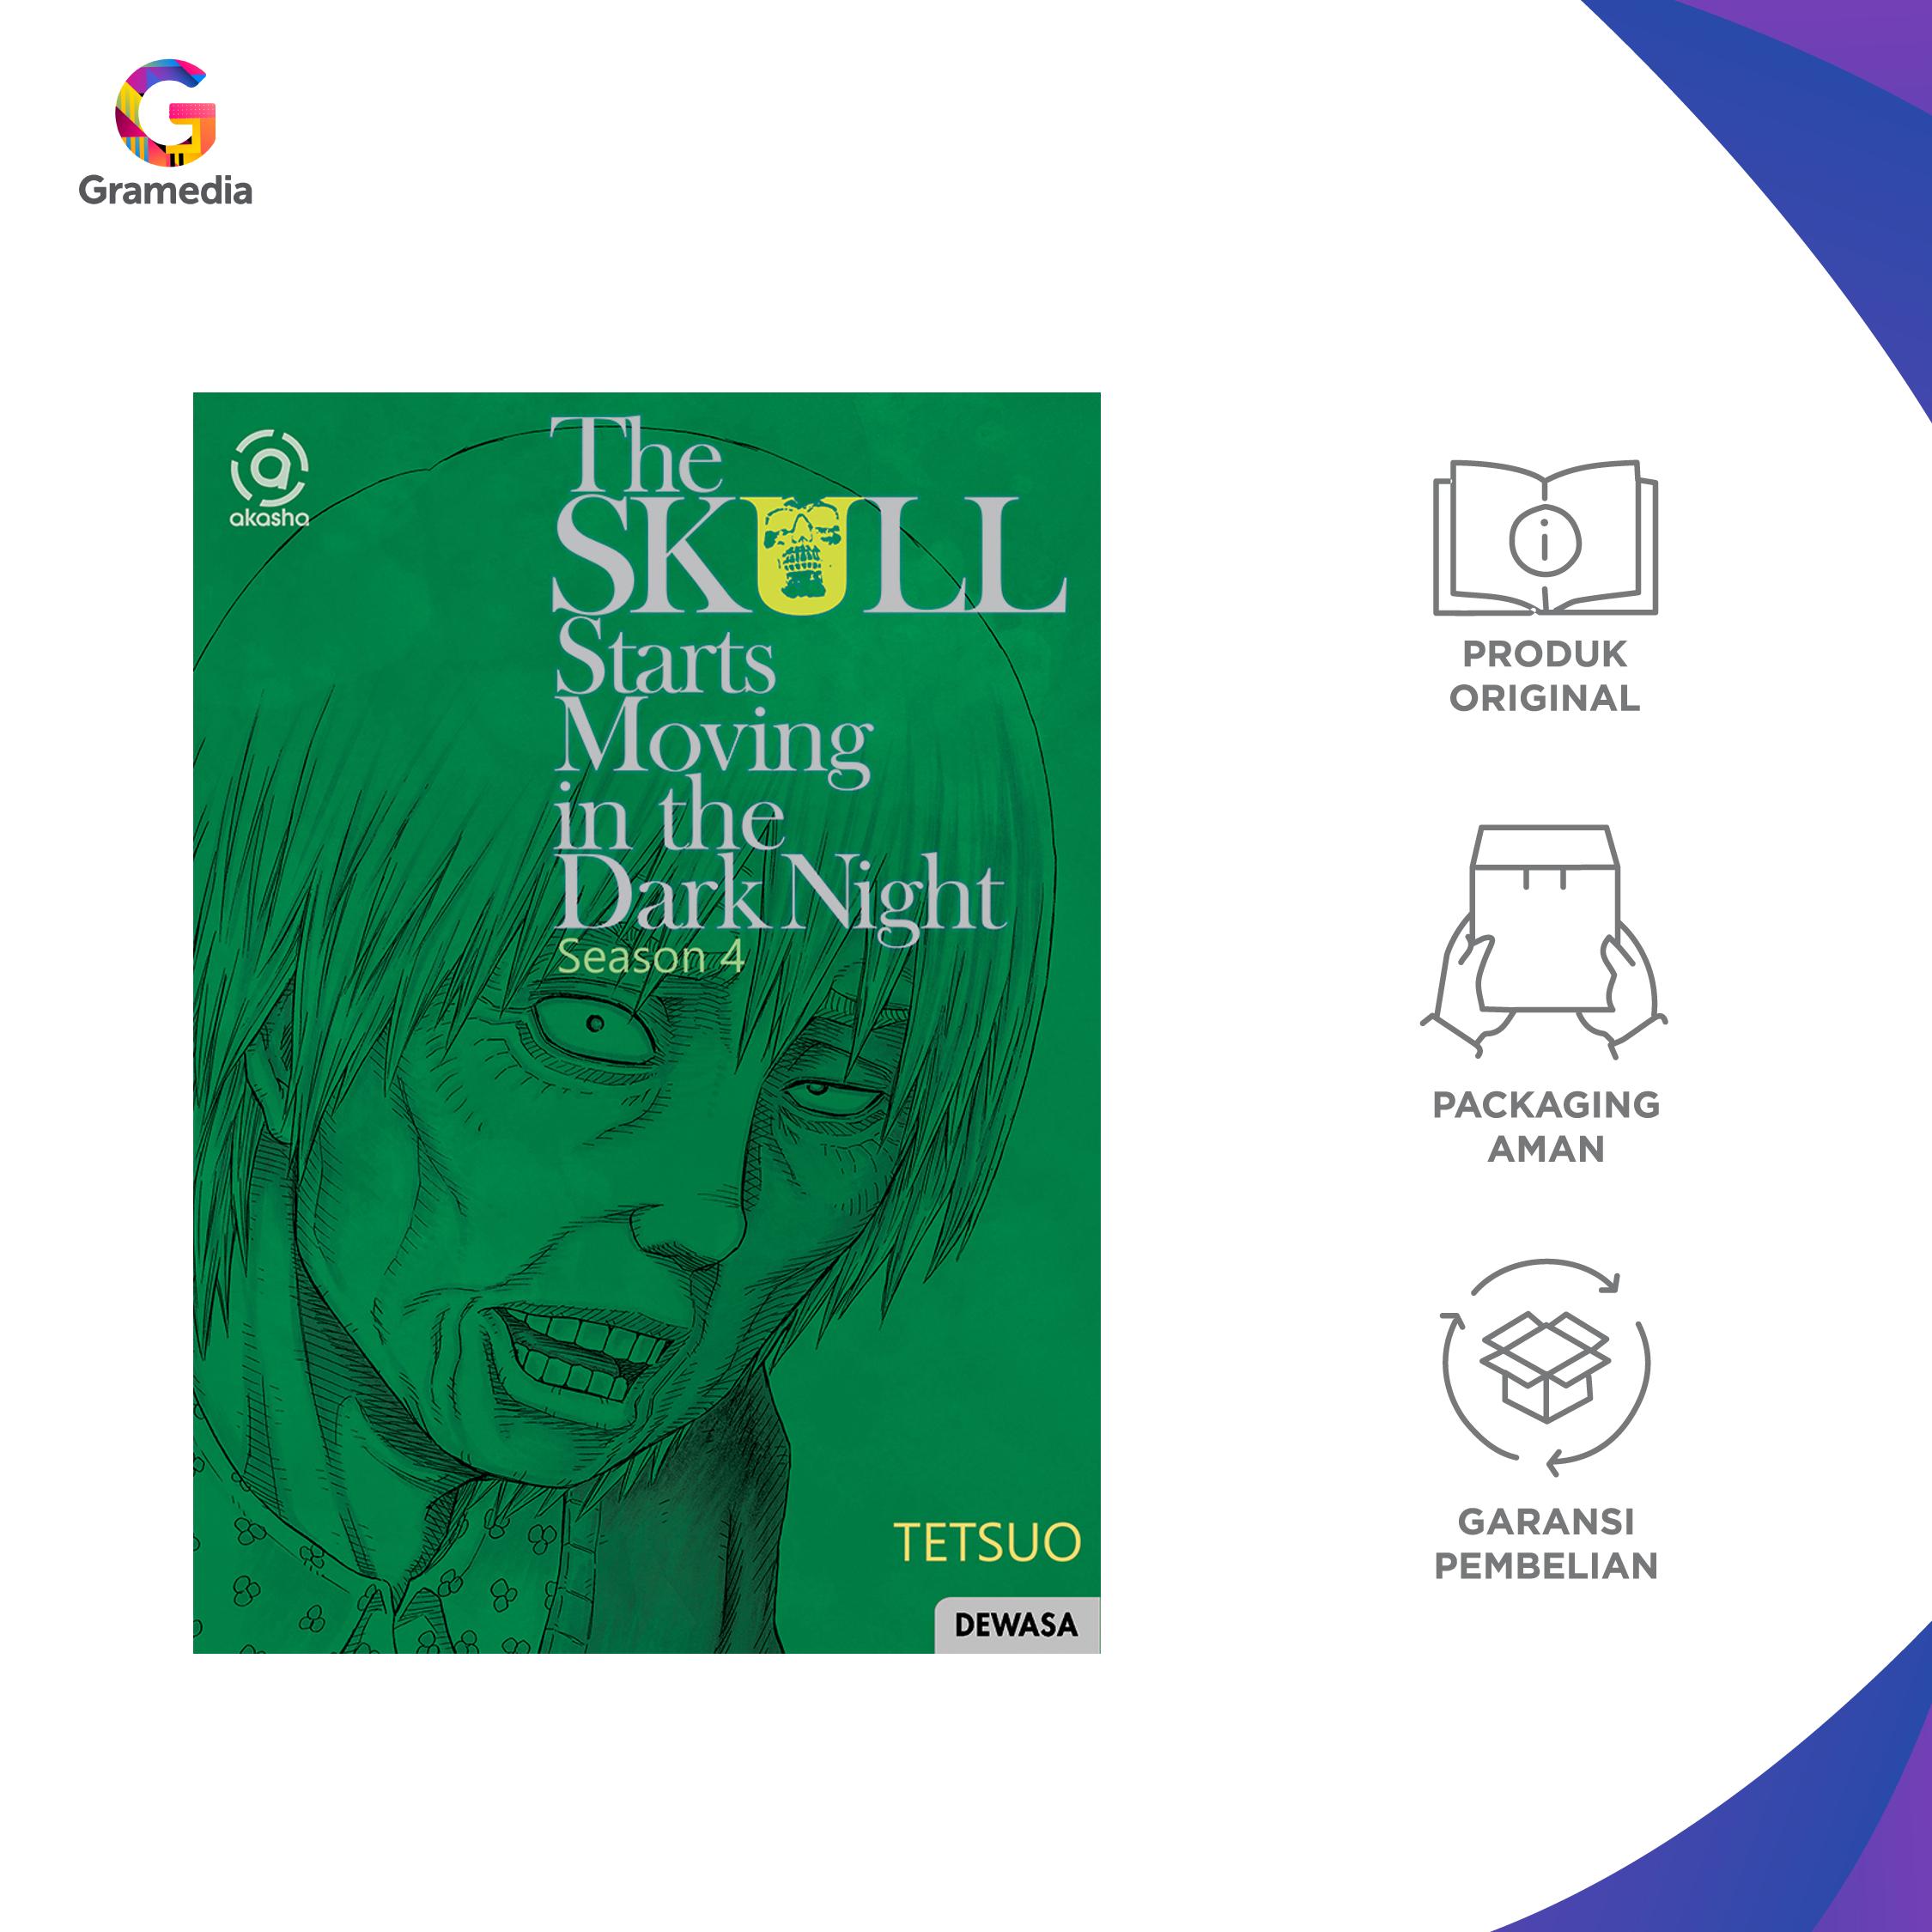 Gramedia
akasha
The
SKULL
Starts
Moving
in the
Dark Night
Season 4
TETSUO
DEWASA
PRODUK
ORIGINAL
PACKAGING
AMAN
GARANSI
PEMBELIAN